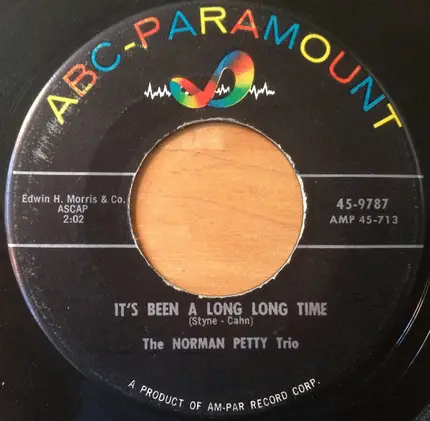 ABC-PARAMOUNT
Edwin H. Morris & Co.
ASCAP
2:02
45-9787
AMP 45-713
IT'S BEEN A LONG LONG TIME
(Styne - Cahn)
The NORMAN PETTY Trio
A PRODUCT OF AM-PAR RECORD CORP.